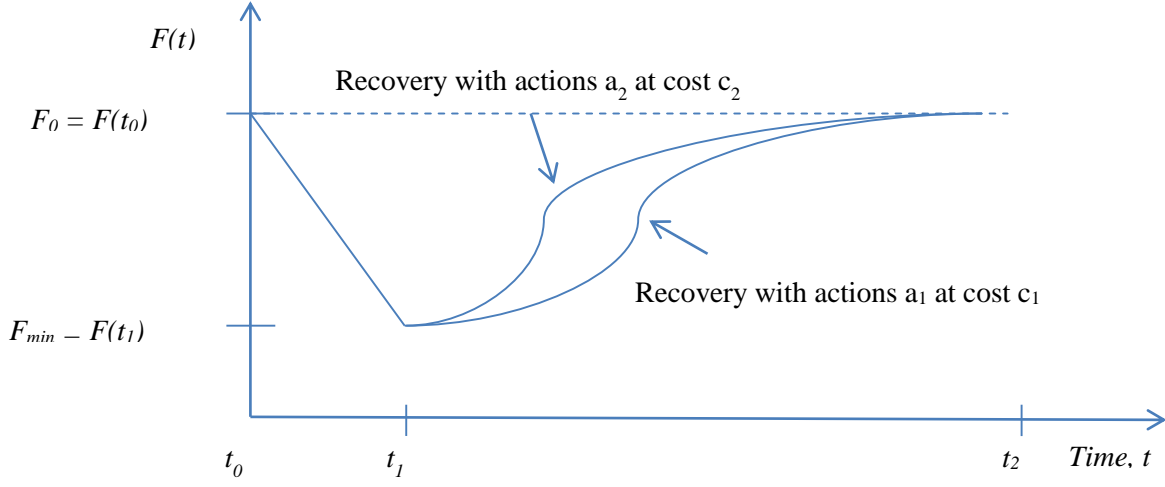 F(t)
Recovery with actions a₂ at cost c₂
F₀ = F(t₀)
Recovery with actions a₁ at cost c₁
Fₘᵢₙ – F(t₁)
t₀
t₁
t₂
Time, t